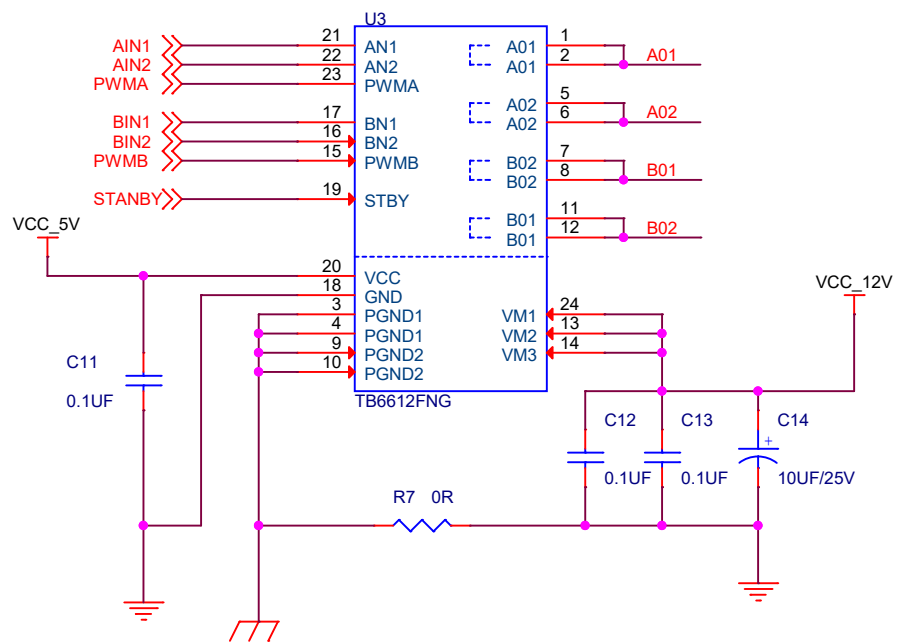 U3
AIN1 21 AN1 A01 1
AIN2 22 AN2 A01 2 A01
PWMA 23 PWMA
A02 5
BIN1 17 BN1 A02 6 A02
BIN2 16 BN2
PWMB 15 PWMB B02 7
B02 8 B01
STANBY 19 STBY
B01 11
VCC_5V B01 12 B02
20 VCC
18 GND VCC_12V
3 PGND1 VM1 24
4 PGND1 VM2 13
9 PGND2 VM3 14
10 PGND2
C11
0.1UF TB6612FNG
C12 C13 C14
+
0.1UF 0.1UF 10UF/25V
R7 0R